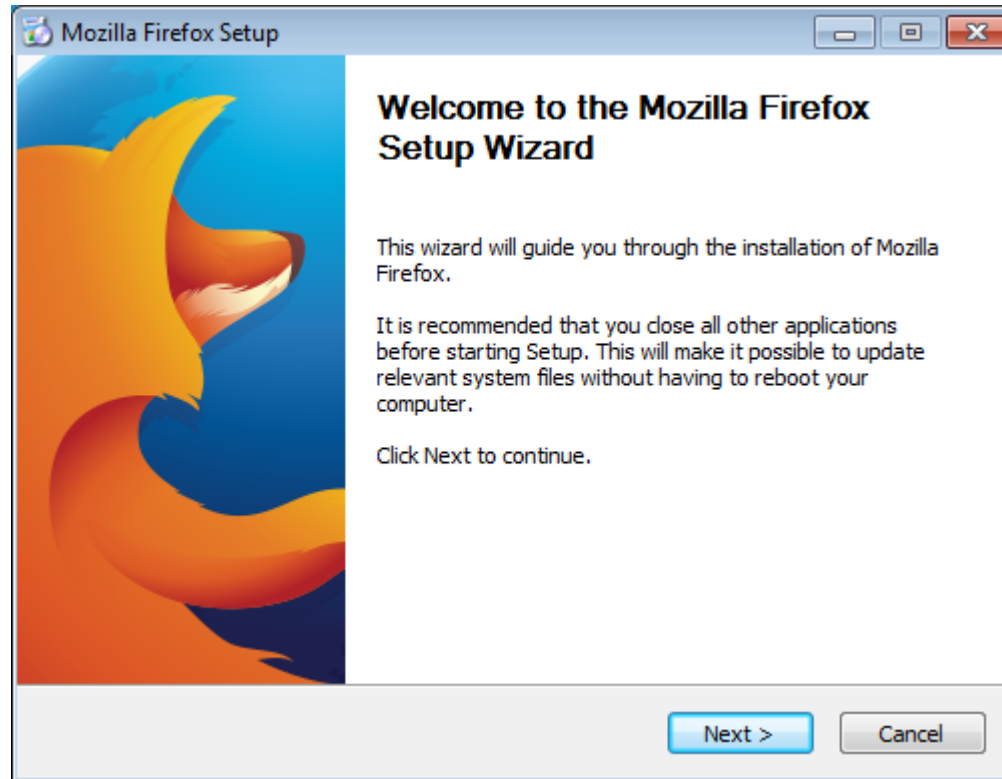 Mozilla Firefox Setup
Welcome to the Mozilla Firefox
Setup Wizard
This wizard will guide you through the installation of Mozilla
Firefox.
It is recommended that you close all other applications
before starting Setup. This will make it possible to update
relevant system files without having to reboot your
computer.
Click Next to continue.
Next >
Cancel